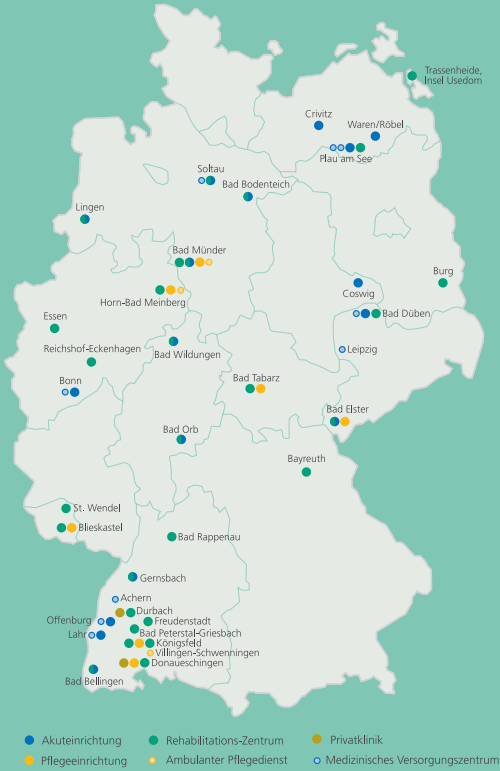 Trassenheide,
Insel Usedom
Crivitz
Waren/Röbel
Plau am See
Soltau
Bad Bodenteich
Lingen
Bad Münder
Burg
Coswig
Horn-Bad Meinberg
Bad Düben
Essen
Reichshof-Eckenhagen
Bad Wildungen
Leipzig
Bonn
Bad Tabarz
Bad Elster
Bad Orb
Bayreuth
St. Wendel
Blieskastel
Bad Rappenau
Gernsbach
Achern
Durbach
Offenburg
Freudenstadt
Lahr
Bad Peterstal-Griesbach
Königsfeld
Villingen-Schwenningen
Donaueschingen
Bad Bellingen
Akuteinrichtung
Rehabilitations-Zentrum
Privatklinik
Pflegeeinrichtung
Ambulanter Pflegedienst
Medizinisches Versorgungszentrum